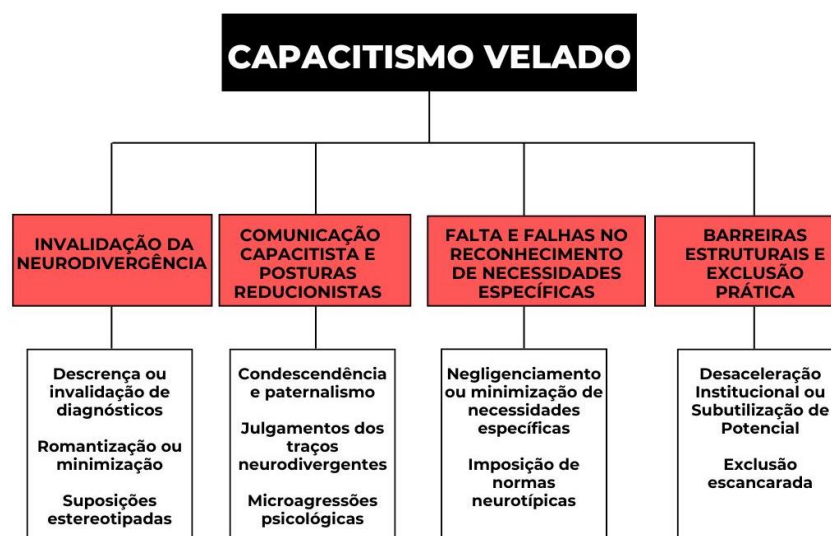 CAPACITISMO VELADO
INVALIDAÇÃO DA
NEURODIVERGÊNCIA
COMUNICAÇÃO
CAPACITISTA E
POSTURAS
REDUCIONISTAS
FALTA E FALHAS NO
RECONHECIMENTO
DE NECESSIDADES
ESPECÍFICAS
BARREIRAS
ESTRUTURAIS E
EXCLUSÃO
PRÁTICA
Descrença ou
invalidação de
diagnósticos
Romantização ou
minimização
Suposições
estereotipadas
Condescendência
e paternalismo
Julgamentos dos
traços
neurodivergentes
Microagressões
psicológicas
Negligenciamento
ou minimização de
necessidades
específicas
Imposição de
normas
neurotípicas
Desaceleração
Institucional ou
Subutilização de
Potencial
Exclusão
escancarada